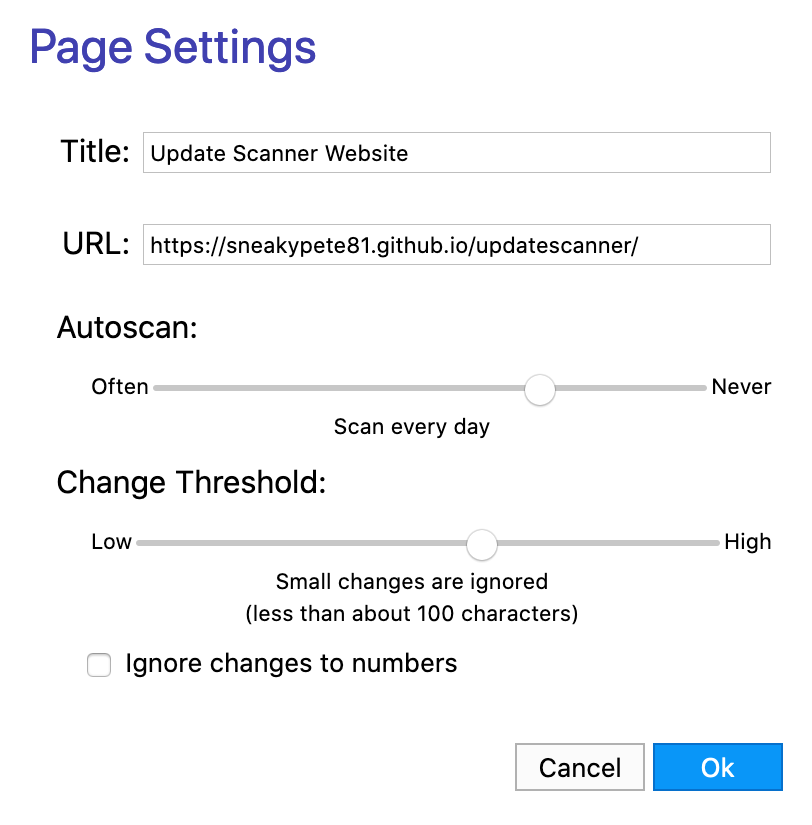 Page Settings
Title: Update Scanner Website
URL: https://sneakypete81.github.io/updatescanner/
Autoscan:
Often Never
Scan every day
Change Threshold:
Low High
Small changes are ignored
(less than about 100 characters)
Ignore changes to numbers
Cancel Ok